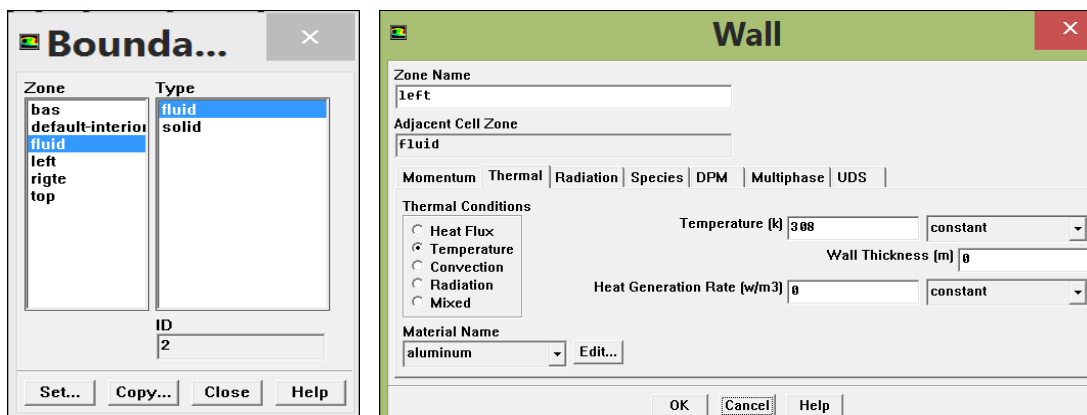 Bounda...
Zone
Type
bas
default-interior
fluid
left
rigte
top
fluid
solid
ID
2
Set... Copy... Close Help
Wall
Zone Name
left
Adjacent Cell Zone
fluid
Momentum Thermal Radiation Species DPM Multiphase UDS
Thermal Conditions
Heat Flux
Temperature
Convection
Radiation
Mixed
Temperature (k) 308 constant
Wall Thickness (m) 0
Heat Generation Rate (w/m3) 0 constant
Material Name
aluminum Edit...
OK Cancel Help